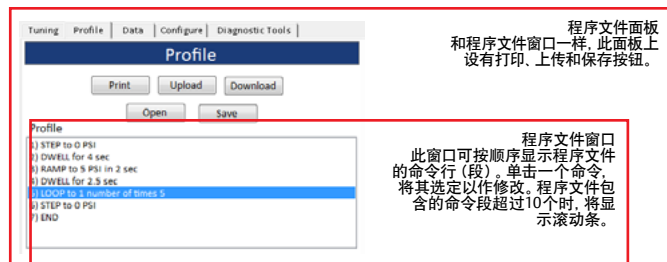 Tuning Profile Data Configure Diagnostic Tools
Profile
Print Upload Download
Open Save
Profile
1) STEP to 0 PSI
2) DWELL for 4 sec
3) RAMP to 5 PSI in 2 sec
4) DWELL for 2.5 sec
5) LOOP to 1 number of times 5
6) STEP to 0 PSI
7) END
程序文件面板
和程序文件窗口一样, 此面板上
设有打印、上传和保存按钮。
程序文件窗口
此窗口可按顺序显示程序文件
的命令行 (段) 。单击一个命令,
将其选定以作修改。程序文件包
含的命令段超过10个时, 将显
示滚动条。